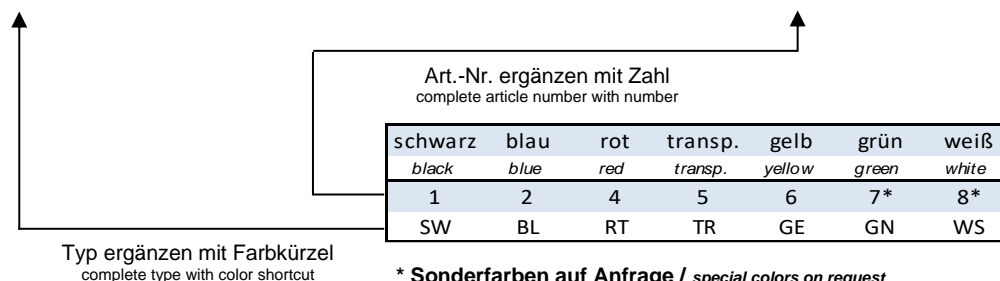 Art.-Nr. ergänzen mit Zahl
complete article number with number
schwarz blau rot transp. gelb grün weiß
black blue red transp. yellow green white
1 2 4 5 6 7* 8*
SW BL RT TR GE GN WS
Typ ergänzen mit Farbkürzel
complete type with color shortcut
* Sonderfarben auf Anfrage / special colors on request